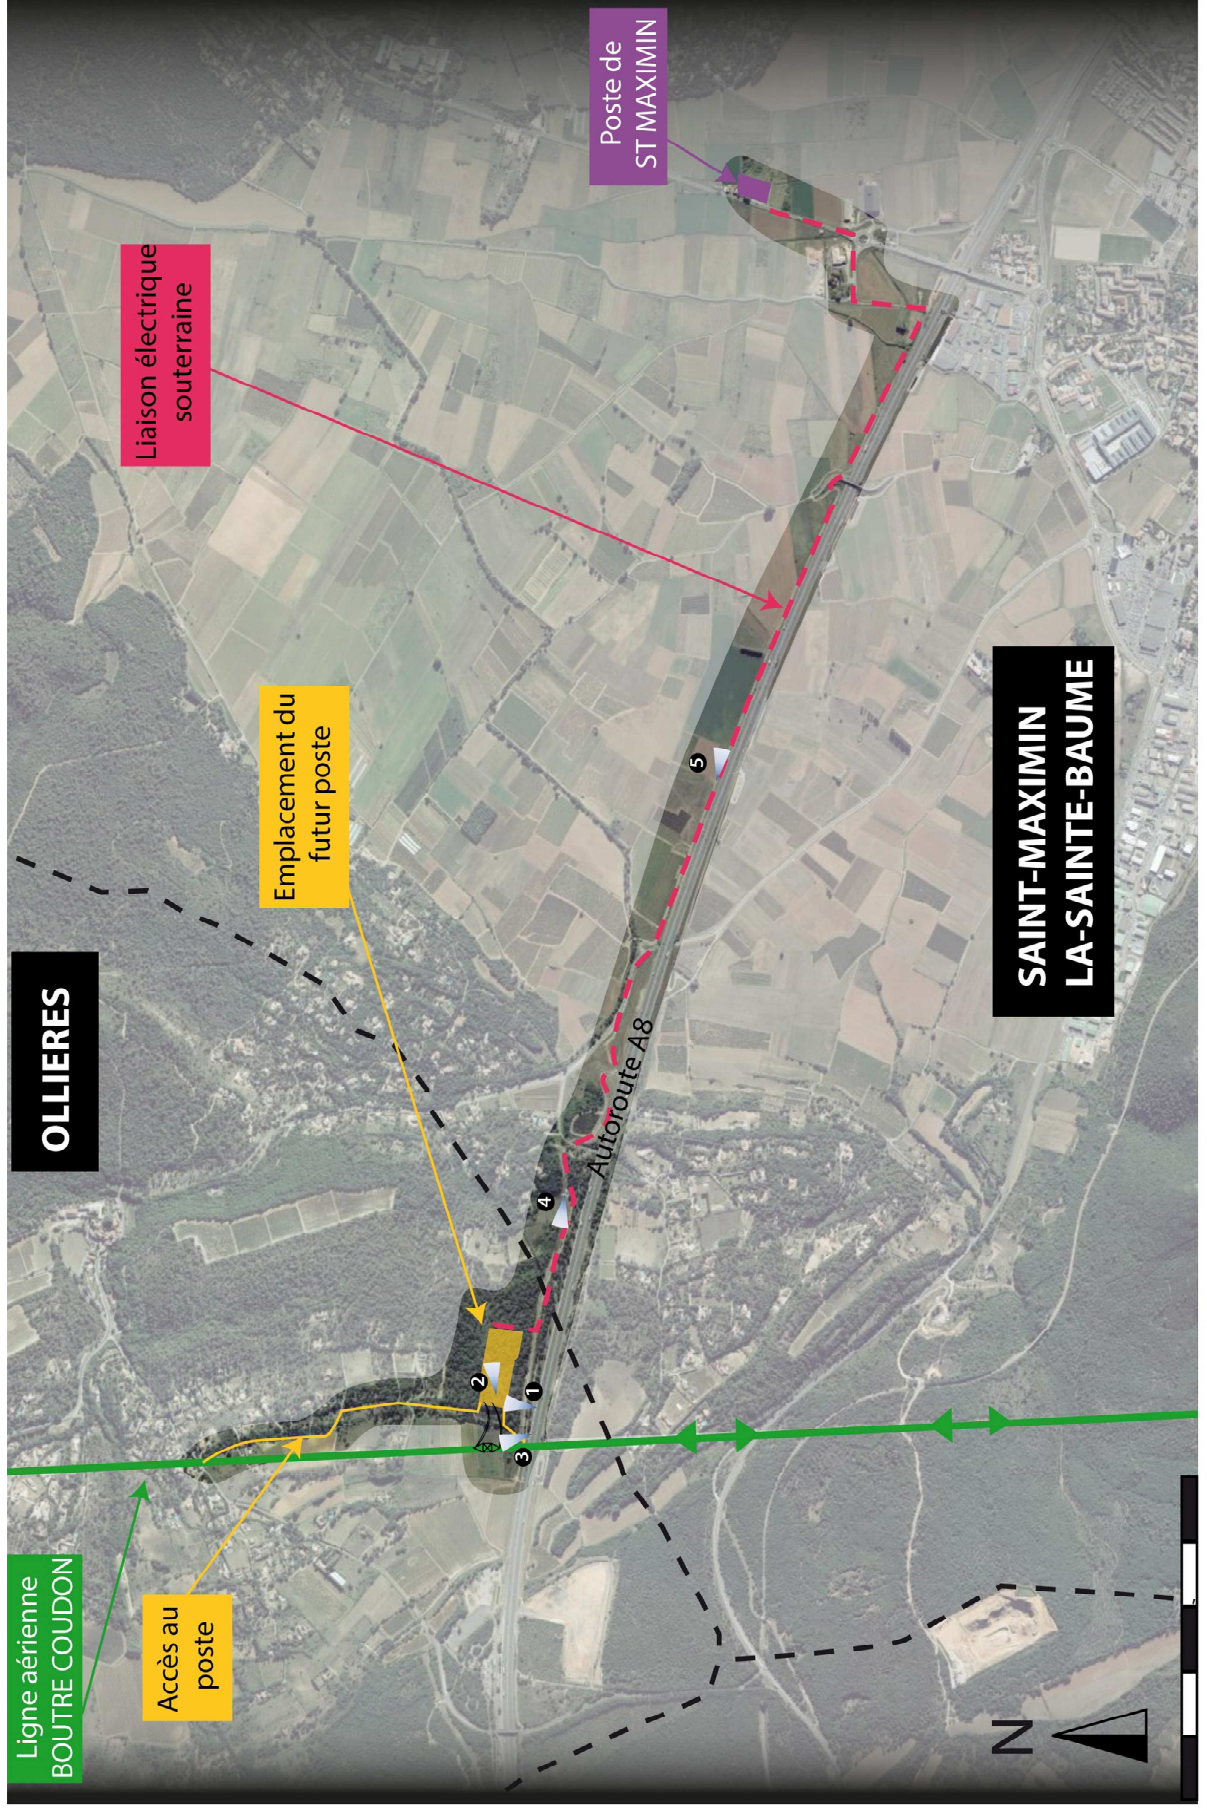 Ligne aérienne
BOUTRE COUDON
Accès au
poste
OLLIERES
Emplacement du
futur poste
Liaison électrique
souterraine
Poste de
ST MAXIMIN
2
1
3
4
5
Autoroute A8
SAINT-MAXIMIN
LA-SAINTE-BAUME
N